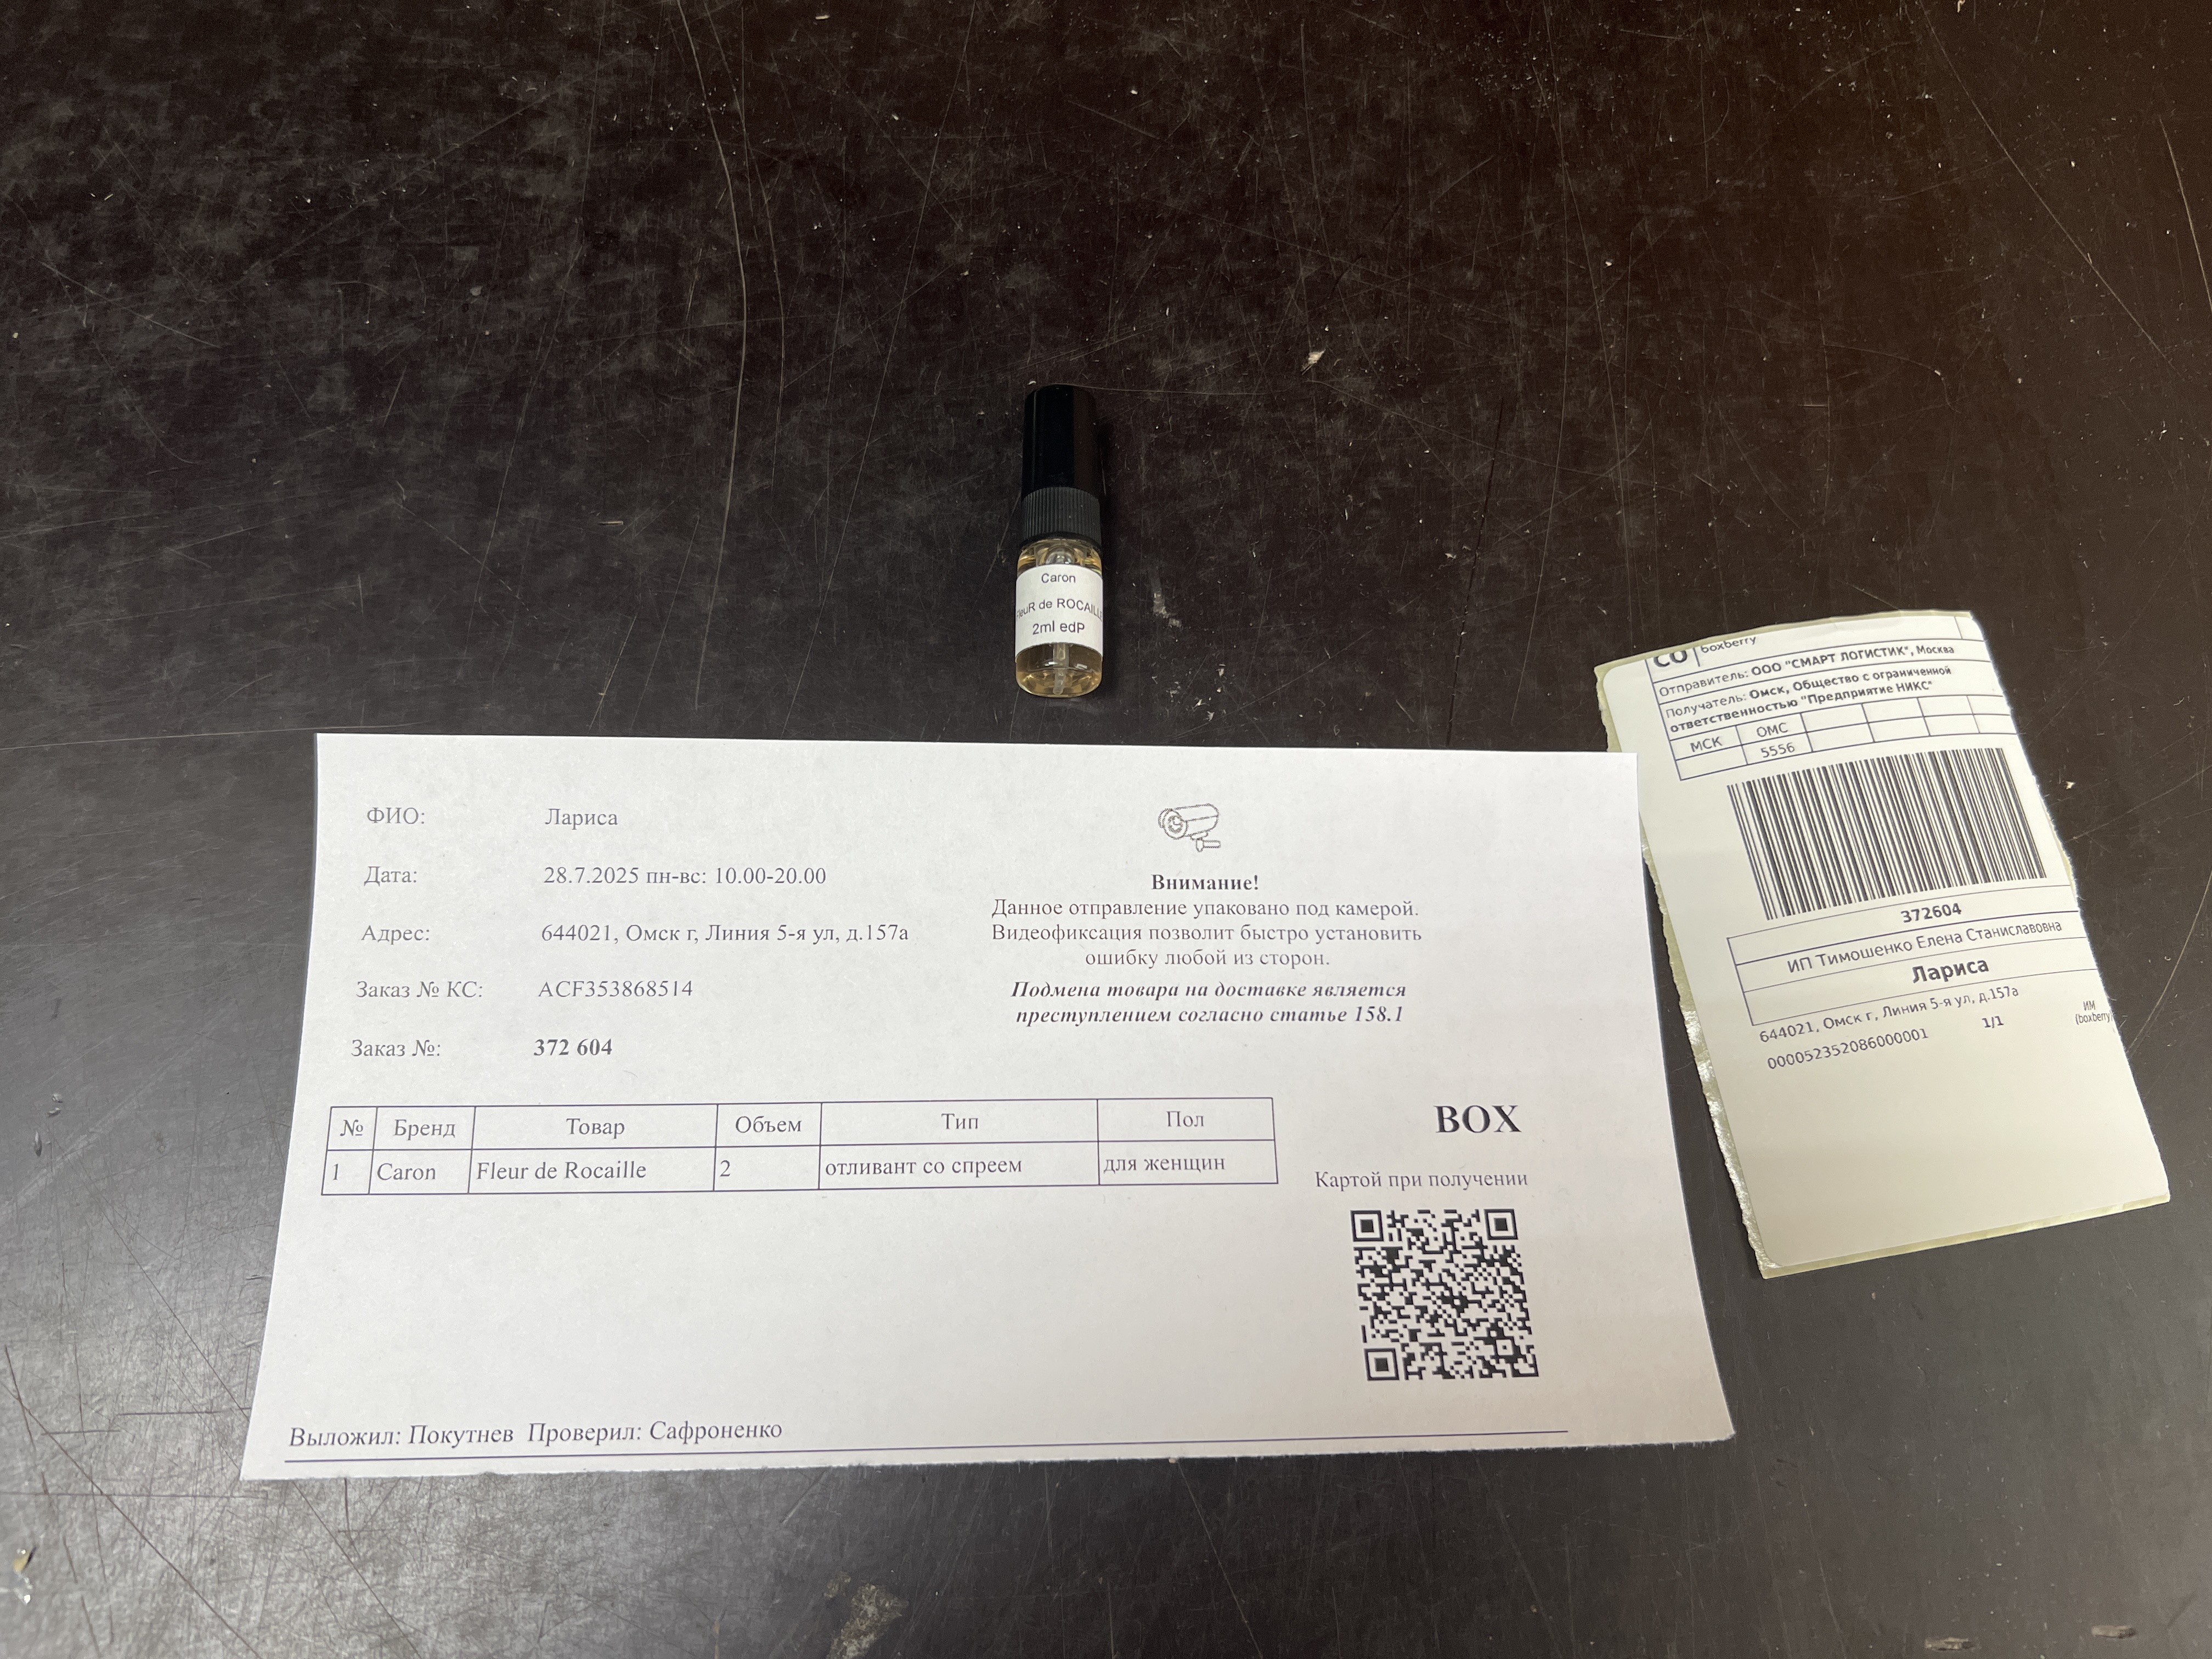 Caron
FleuR de ROCAILLE
2ml edP
boxberry
Отправитель: ООО "СМАРТ ЛОГИСТИК", Москва
Получатель: Омск, Общество с ограниченной
ответственностью "Предприятие НИКС"
МСК ОМС
5556
372604
ИП Тимошенко Елена Станиславовна
Лариса
644021, Омск г, Линия 5-я ул, д.157а
1/1
ИМ
(boxberry)
000052352086000001
ФИО: Лариса
Дата: 28.7.2025 пн-вс: 10.00-20.00
Адрес: 644021, Омск г, Линия 5-я ул, д.157а
Заказ № КС: ACF353868514
Заказ №: 372 604
Внимание!
Данное отправление упаковано под камерой.
Видеофиксация позволит быстро установить
ошибку любой из сторон.
Подмена товара на доставке является
преступлением согласно статье 158.1
№ Бренд Товар Объем Тип Пол
1 Caron Fleur de Rocaille 2 отливант со спреем для женщин
BOX
Картой при получении
Выложил: Покутнев Проверил: Сафроненко